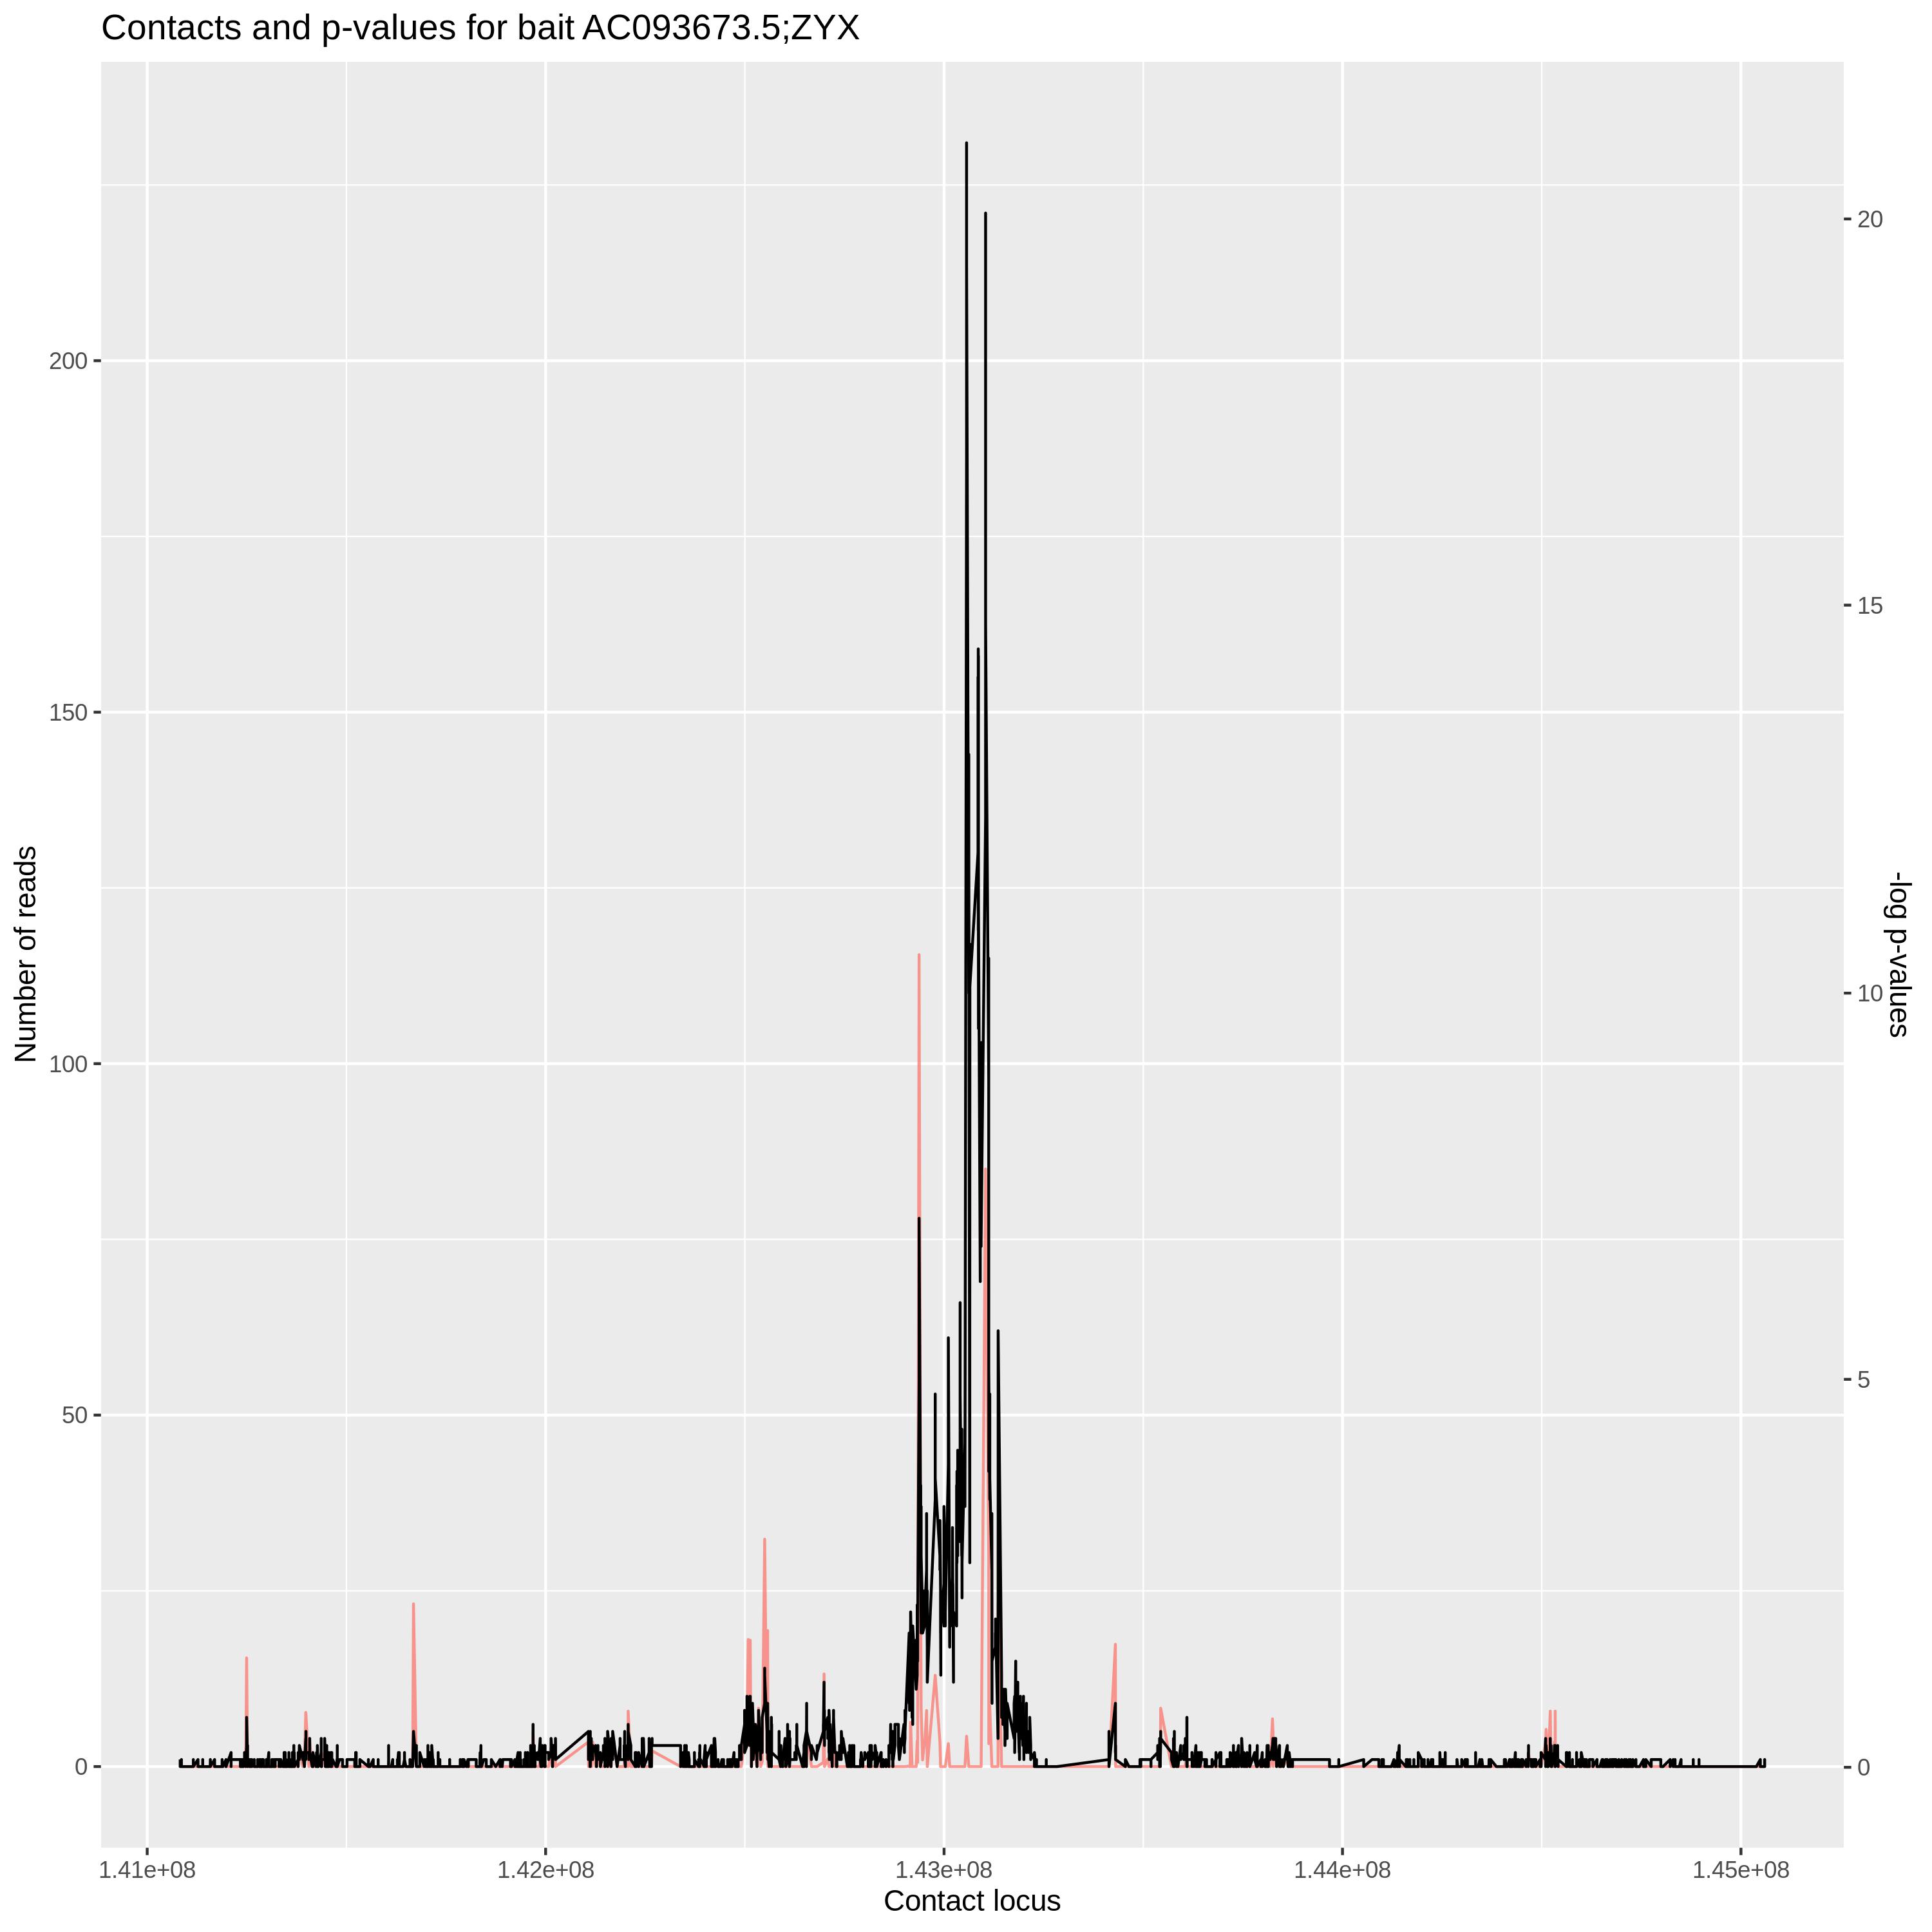 Contacts and p-values for bait AC093673.5;ZYX
Number of reads
200
150
100
50
0
20
15
10
5
0
-log p-values
1.41e+08
1.42e+08
1.43e+08
1.44e+08
1.45e+08
Contact locus